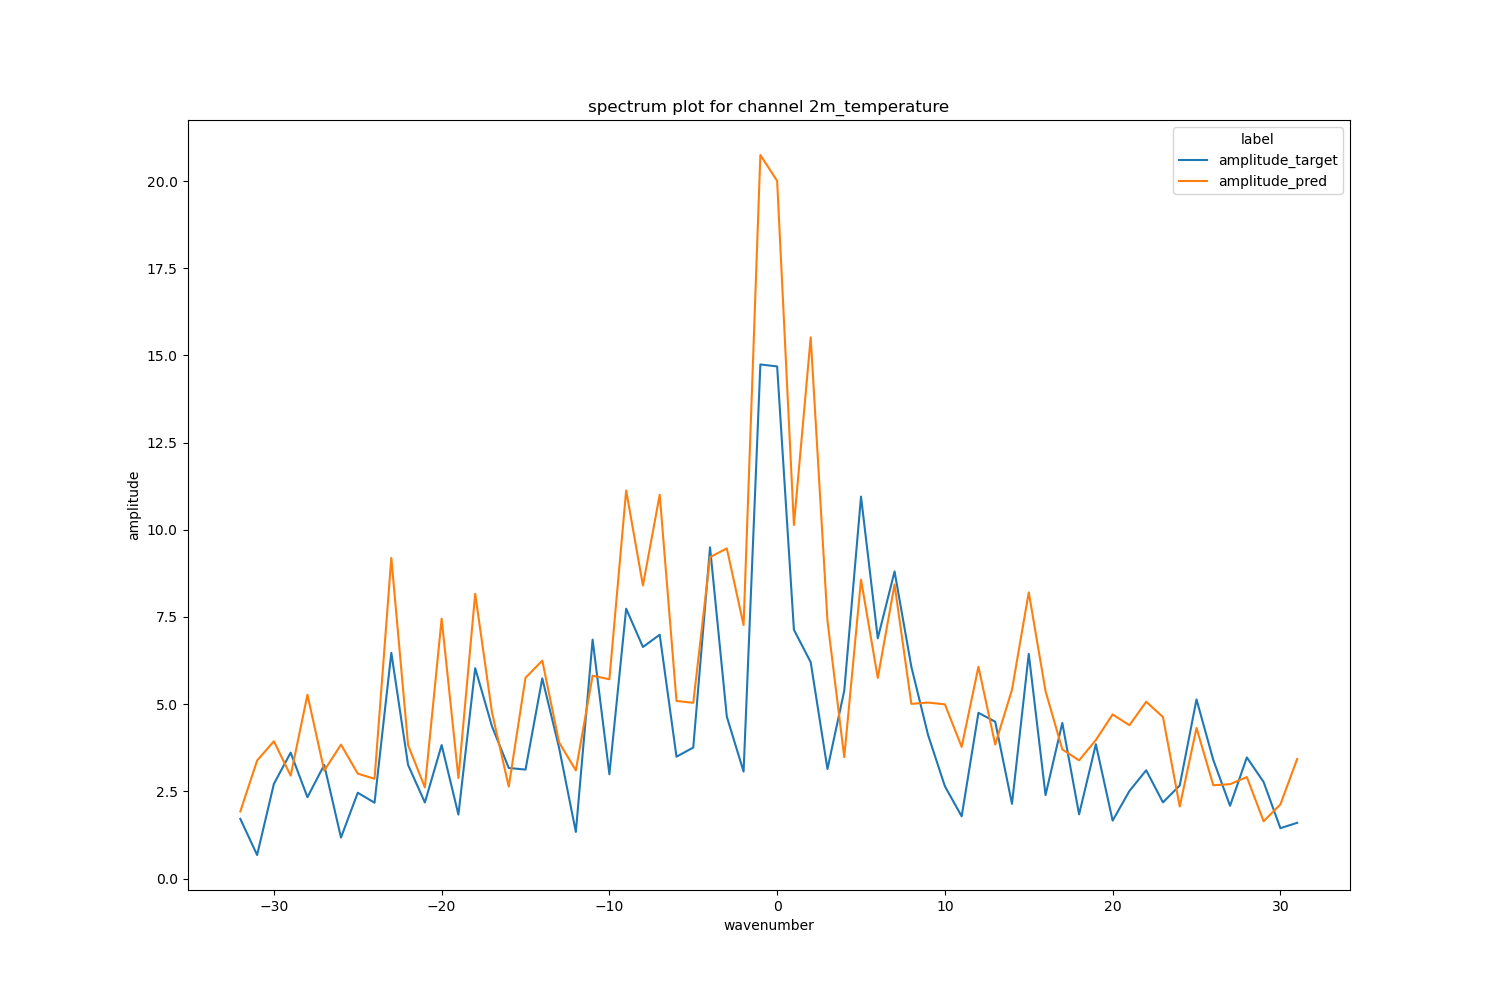 spectrum plot for channel 2m_temperature
label
amplitude_target
amplitude_pred
20.0
17.5
15.0
12.5
10.0
7.5
5.0
2.5
0.0
amplitude
−30
−20
−10
0
10
20
30
wavenumber